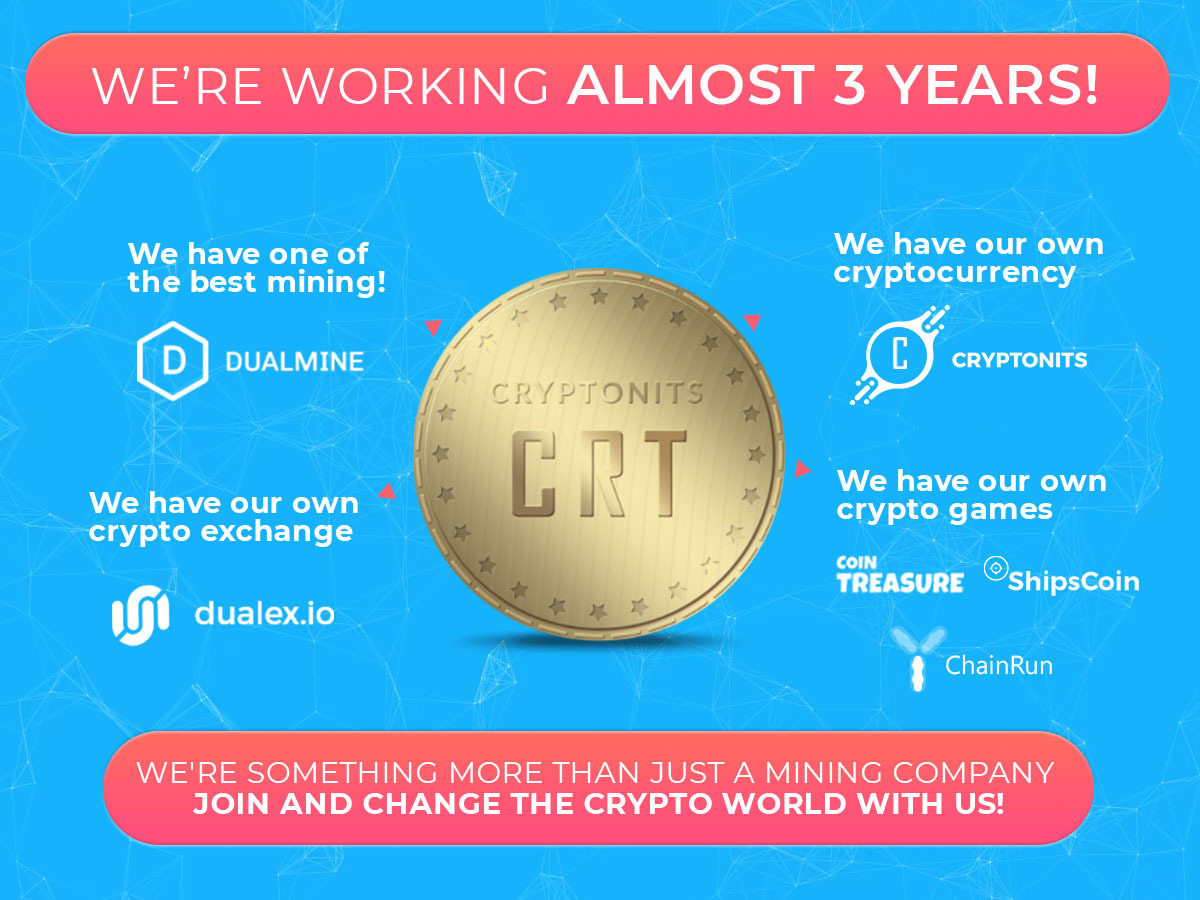 WE'RE WORKING ALMOST 3 YEARS!
We have one of
the best mining!
D DUALMINE
We have our own
crypto exchange
dualex.io
CRYPTONITS
CRT
We have our own
cryptocurrency
C CRYPTONITS
We have our own
crypto games
COIN
TREASURE
ShipsCoin
ChainRun
WE'RE SOMETHING MORE THAN JUST A MINING COMPANY
JOIN AND CHANGE THE CRYPTO WORLD WITH US!